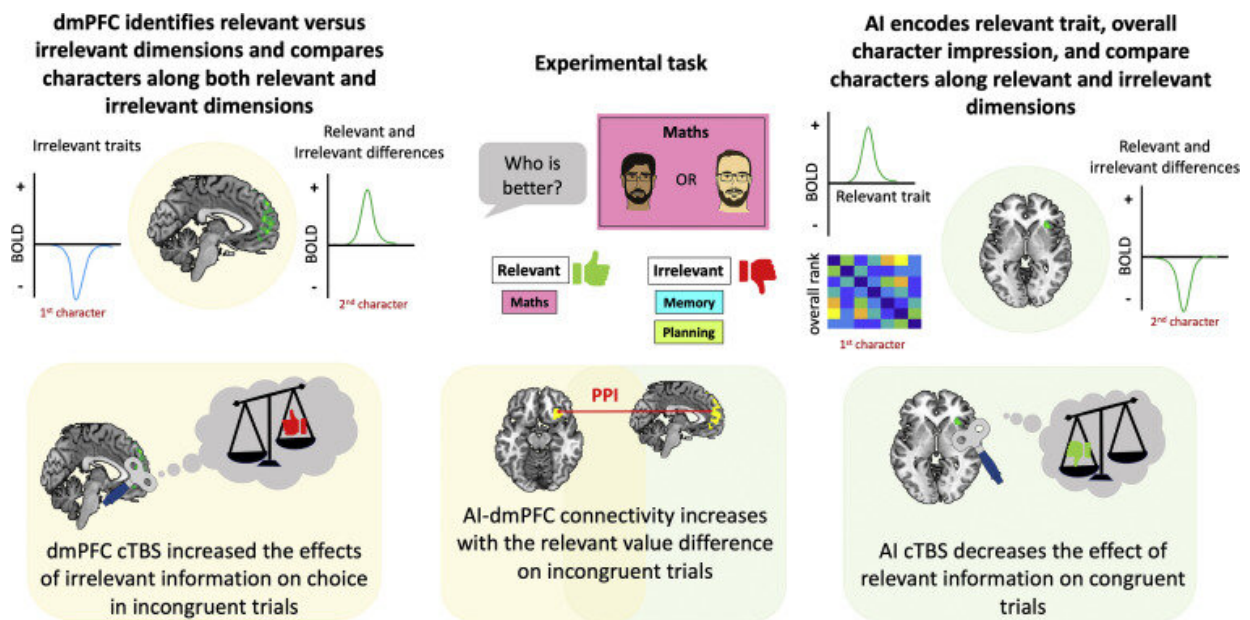 dmPFC identifies relevant versus
irrelevant dimensions and compares
characters along both relevant and
irrelevant dimensions
Irrelevant traits
+
BOLD
-
1st character
Relevant and
Irrelevant differences
+
BOLD
-
2nd character
Experimental task
Who is
better?
Maths
OR
Relevant
Maths
Irrelevant
Memory
Planning
AI encodes relevant trait, overall
character impression, and compare
characters along relevant and irrelevant
dimensions
+
BOLD
-
Relevant trait
overall rank
1st character
Relevant and
irrelevant differences
+
BOLD
-
2nd character
dmPFC cTBS increased the effects
of irrelevant information on choice
in incongruent trials
PPI
AI-dmPFC connectivity increases
with the relevant value difference
on incongruent trials
AI cTBS decreases the effect of
relevant information on congruent
trials